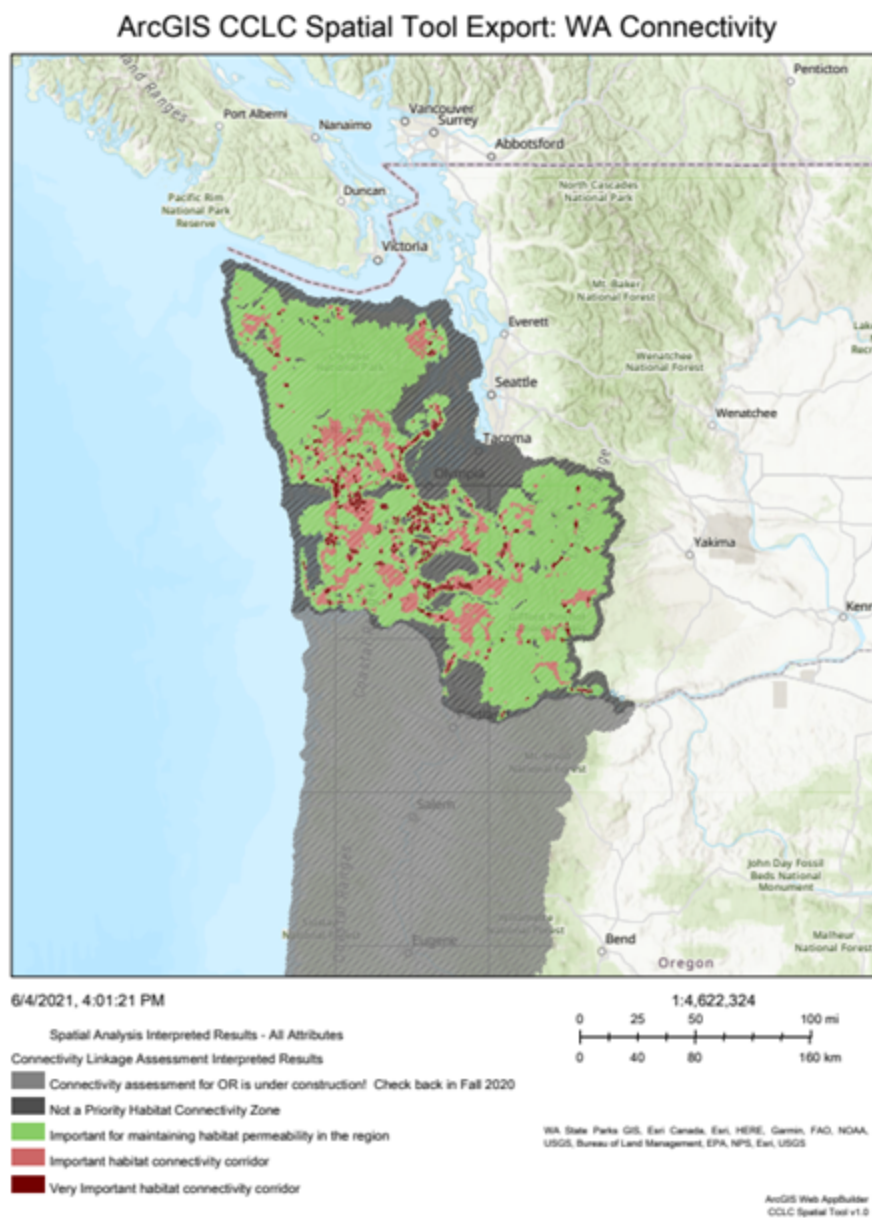 ArcGIS CCLC Spatial Tool Export: WA Connectivity
Penticton
Port Alberni
Vancouver
Nanaimo
Surrey
Abbotsford
North Cascades
National Park
Duncan
Pacific Rim
National Park
Reserve
Victoria
Mt. Baker
National Forest
Everett
Wenatchee
National Forest
Seattle
Wenatchee
Tacoma
Olympia
Yakima
Salem
John Day Fossil
Beds National
Monument
Eugene
Bend
Malheur
National Forest
Oregon
6/4/2021, 4:01:21 PM
1:4,622,324
0 25 50 100 mi
0 40 80 160 km
Spatial Analysis Interpreted Results - All Attributes
Connectivity Linkage Assessment Interpreted Results
Connectivity assessment for OR is under construction! Check back in Fall 2020
Not a Priority Habitat Connectivity Zone
Important for maintaining habitat permeability in the region
Important habitat connectivity corridor
Very Important habitat connectivity corridor
WA State Parks GIS, Esri Canada, Esri, HERE, Garmin, FAO, NOAA,
USGS, Bureau of Land Management, EPA, NPS, Esri, USGS
ArcGIS Web AppBuilder
CCLC Spatial Tool v1.0